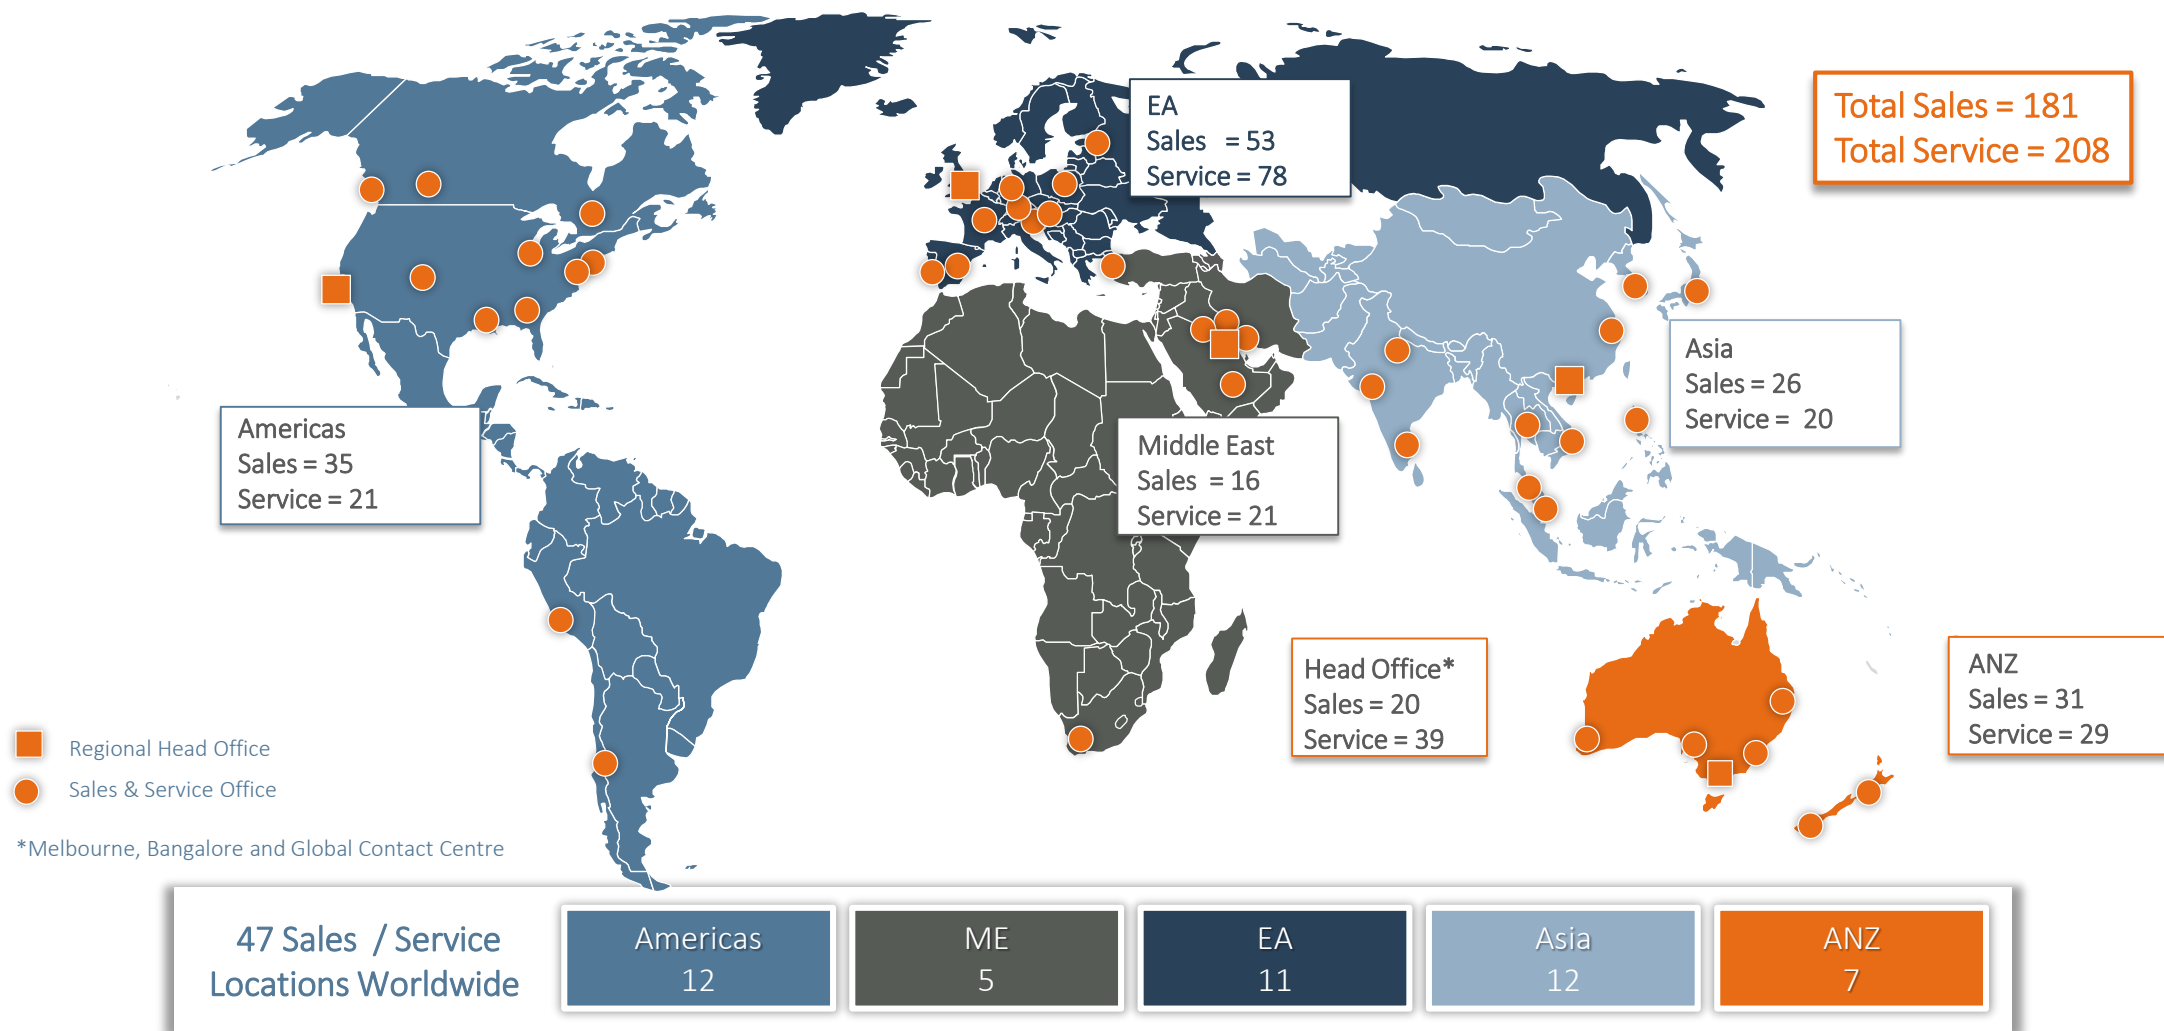 Total Sales = 181
Total Service = 208
EA
Sales = 53
Service = 78
Asia
Sales = 26
Service = 20
Americas
Sales = 35
Service = 21
Middle East
Sales = 16
Service = 21
Head Office*
Sales = 20
Service = 39
ANZ
Sales = 31
Service = 29
Regional Head Office
Sales & Service Office
*Melbourne, Bangalore and Global Contact Centre
47 Sales / Service
Locations Worldwide
Americas
12
ME
5
EA
11
Asia
12
ANZ
7